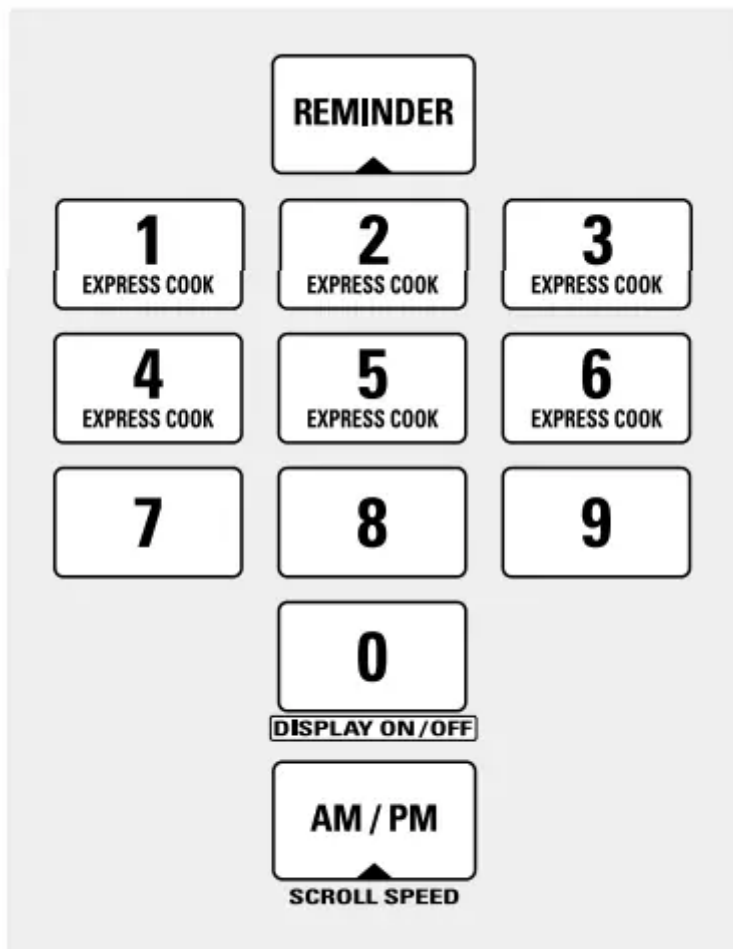 REMINDER
1 2 3
EXPRESS COOK EXPRESS COOK EXPRESS COOK
4 5 6
EXPRESS COOK EXPRESS COOK EXPRESS COOK
7 8 9
0
DISPLAY ON/OFF
AM / PM
SCROLL SPEED